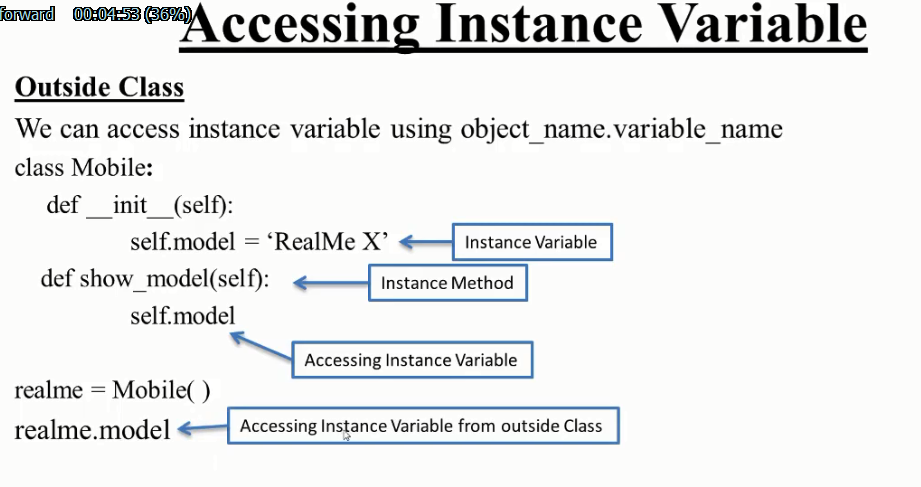 forward 00:04:53 (36%)
Accessing Instance Variable
Outside Class
We can access instance variable using object_name.variable_name
class Mobile:
def __init__(self):
self.model = ‘RealMe X’
Instance Variable
def show_model(self):
Instance Method
self.model
Accessing Instance Variable
realme = Mobile( )
realme.model
Accessing Instance Variable from outside Class